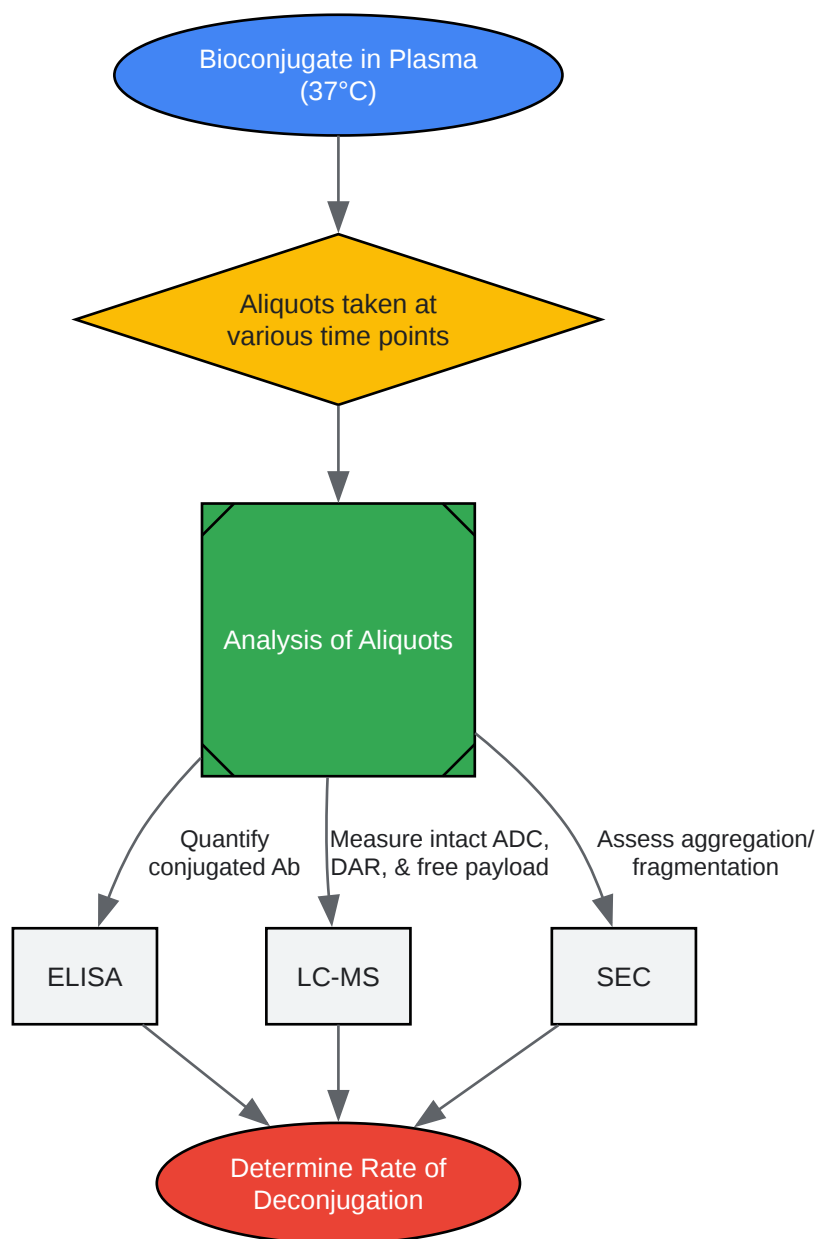 Bioconjugate in Plasma
(37°C)
Aliquots taken at
various time points
Analysis of Aliquots
Quantify
conjugated Ab
Measure intact ADC,
DAR, & free payload
Assess aggregation/
fragmentation
ELISA
LC-MS
SEC
Determine Rate of
Deconjugation